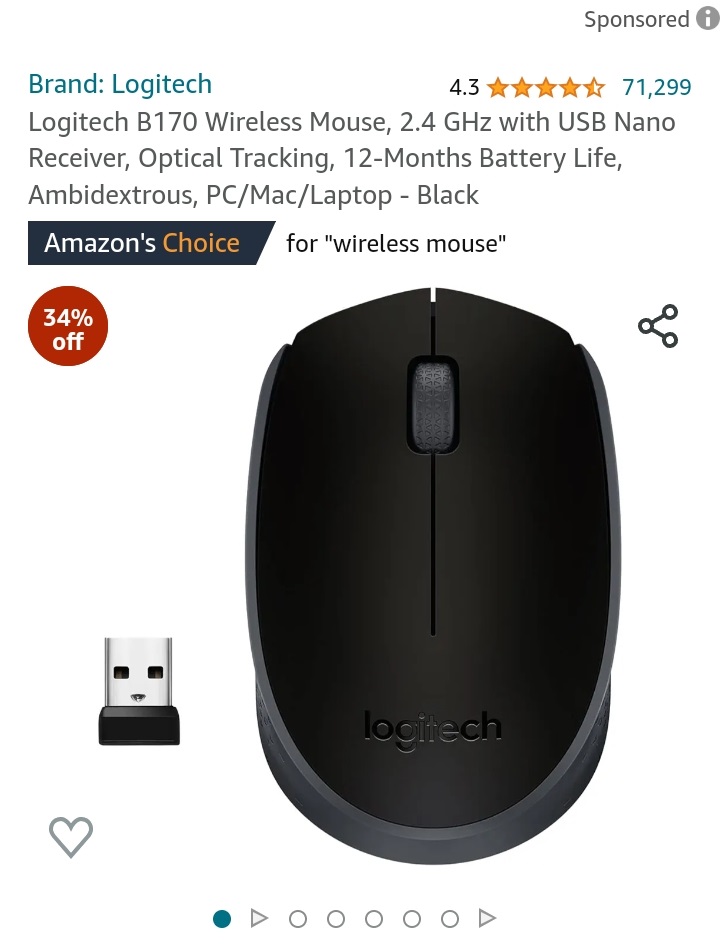 Sponsored
Brand: Logitech
4.3 71,299
Logitech B170 Wireless Mouse, 2.4 GHz with USB Nano
Receiver, Optical Tracking, 12-Months Battery Life,
Ambidextrous, PC/Mac/Laptop - Black
Amazon's Choice for "wireless mouse"
34%
off
logitech